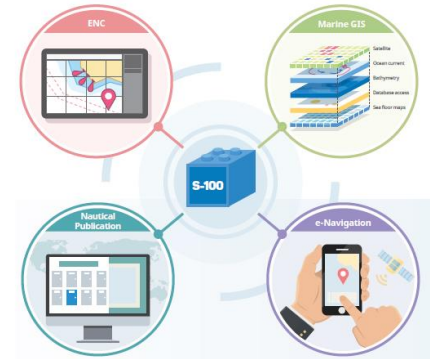 ENC
Marine GIS
Satellite
Ocean current
Bathymetry
Database access
Sea floor maps
S-100
Nautical
Publication
e-Navigation